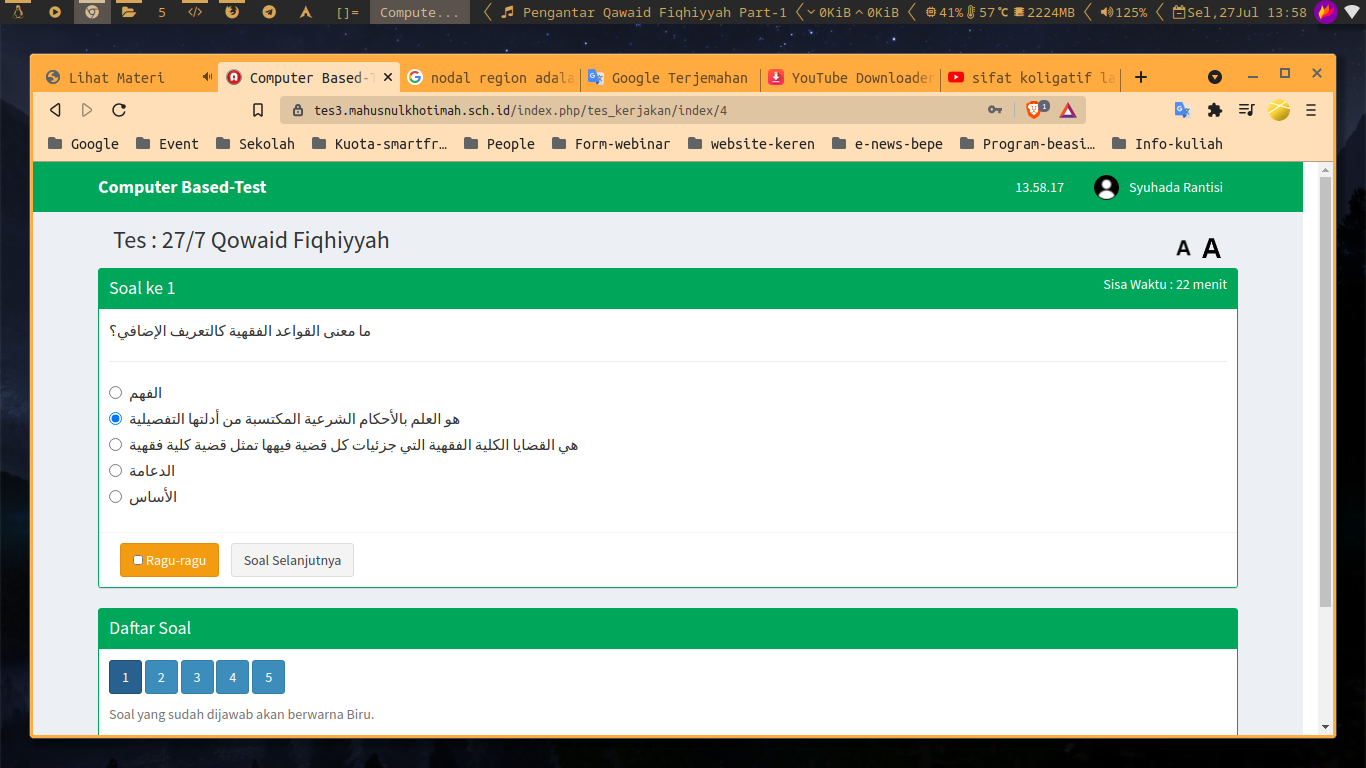 5 </> []= Compute... Pengantar Qawaid Fiqhiyyah Part-1 0KiB 0KiB 41% 57℃ 2224MB 125% Sel,27Jul 13:58
Lihat Materi Computer Based-T nodal region adala Google Terjemahan YouTube Downloader sifat koligatif la
tes3.mahusnulkhotimah.sch.id/index.php/tes_kerjakan/index/4 1
Google Event Sekolah Kuota-smartfr… People Form-webinar website-keren e-news-bepe Program-beasi… Info-kuliah
Computer Based-Test 13.58.17 Syuhada Rantisi
Tes : 27/7 Qowaid Fiqhiyyah A A
Soal ke 1 Sisa Waktu : 22 menit
ما معنى القواعد الفقهية كالتعريف الإضافي؟
الفهم
هو العلم بالأحكام الشرعية المكتسبة من أدلتها التفصيلية
هي القضايا الكلية الفقهية التي جزئيات كل قضية فيهها تمثل قضية كلية فقهية
الدعامة
الأساس
Ragu-ragu Soal Selanjutnya
Daftar Soal
1 2 3 4 5
Soal yang sudah dijawab akan berwarna Biru.